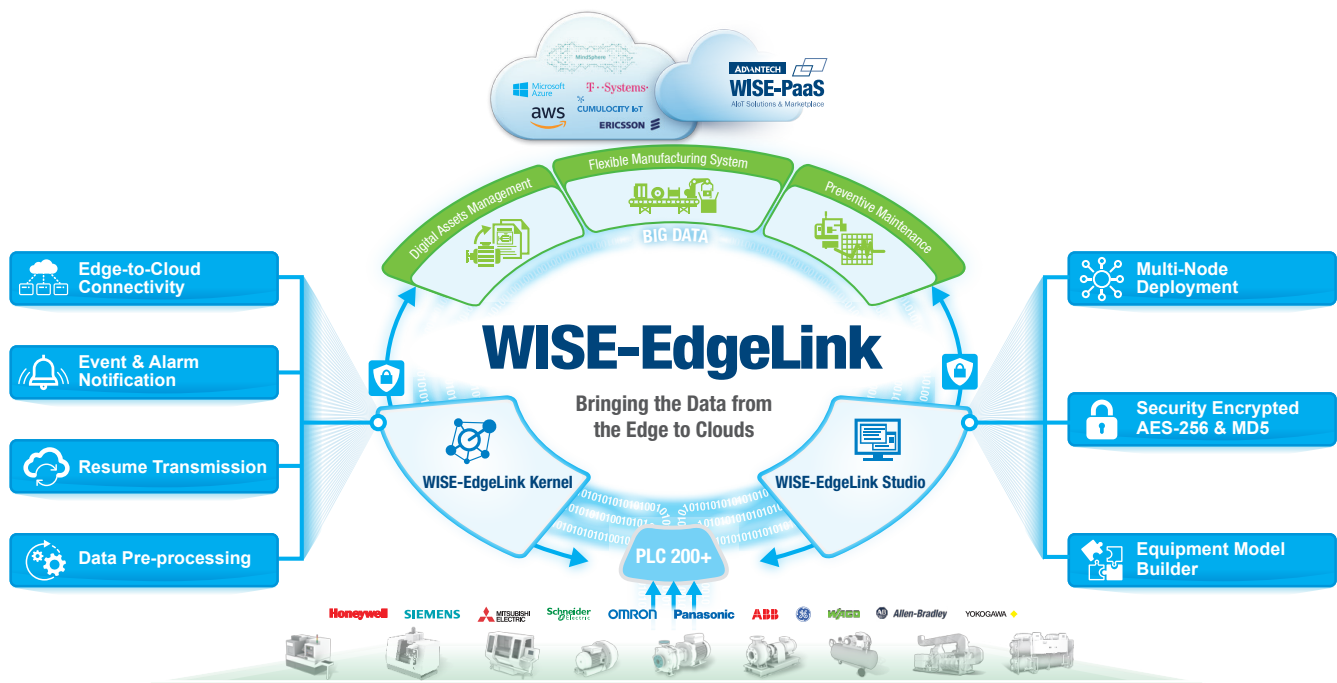 MindSphere
Microsoft
Azure
T··Systems·
aws
CUMULOCITY IoT
ERICSSON
ADVANTECH
WISE-PaaS
AIoT Solutions & Marketplace
Digital Assets Management
Flexible Manufacturing System
Preventive Maintenance
BIG DATA
Edge-to-Cloud
Connectivity
Event & Alarm
Notification
Resume Transmission
Data Pre-processing
WISE-EdgeLink
Bringing the Data from
the Edge to Clouds
WISE-EdgeLink Kernel
WISE-EdgeLink Studio
Multi-Node
Deployment
Security Encrypted
AES-256 & MD5
Equipment Model
Builder
PLC 200+
Honeywell SIEMENS MITSUBISHI ELECTRIC Schneider Electric OMRON Panasonic ABB GE WAGO AB Allen-Bradley YOKOGAWA